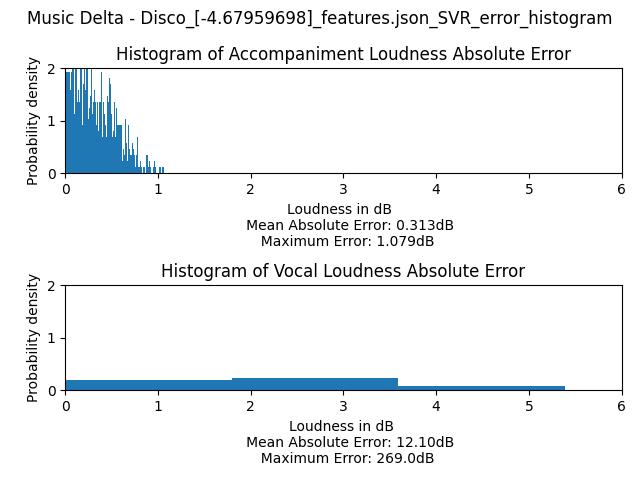 Music Delta - Disco_[-4.67959698]_features.json_SVR_error_histogram
Histogram of Accompaniment Loudness Absolute Error
Probability density
2
1
0
0 1 2 3 4 5 6
Loudness in dB
Mean Absolute Error: 0.313dB
Maximum Error: 1.079dB
Histogram of Vocal Loudness Absolute Error
Probability density
2
1
0
0 1 2 3 4 5 6
Loudness in dB
Mean Absolute Error: 12.10dB
Maximum Error: 269.0dB